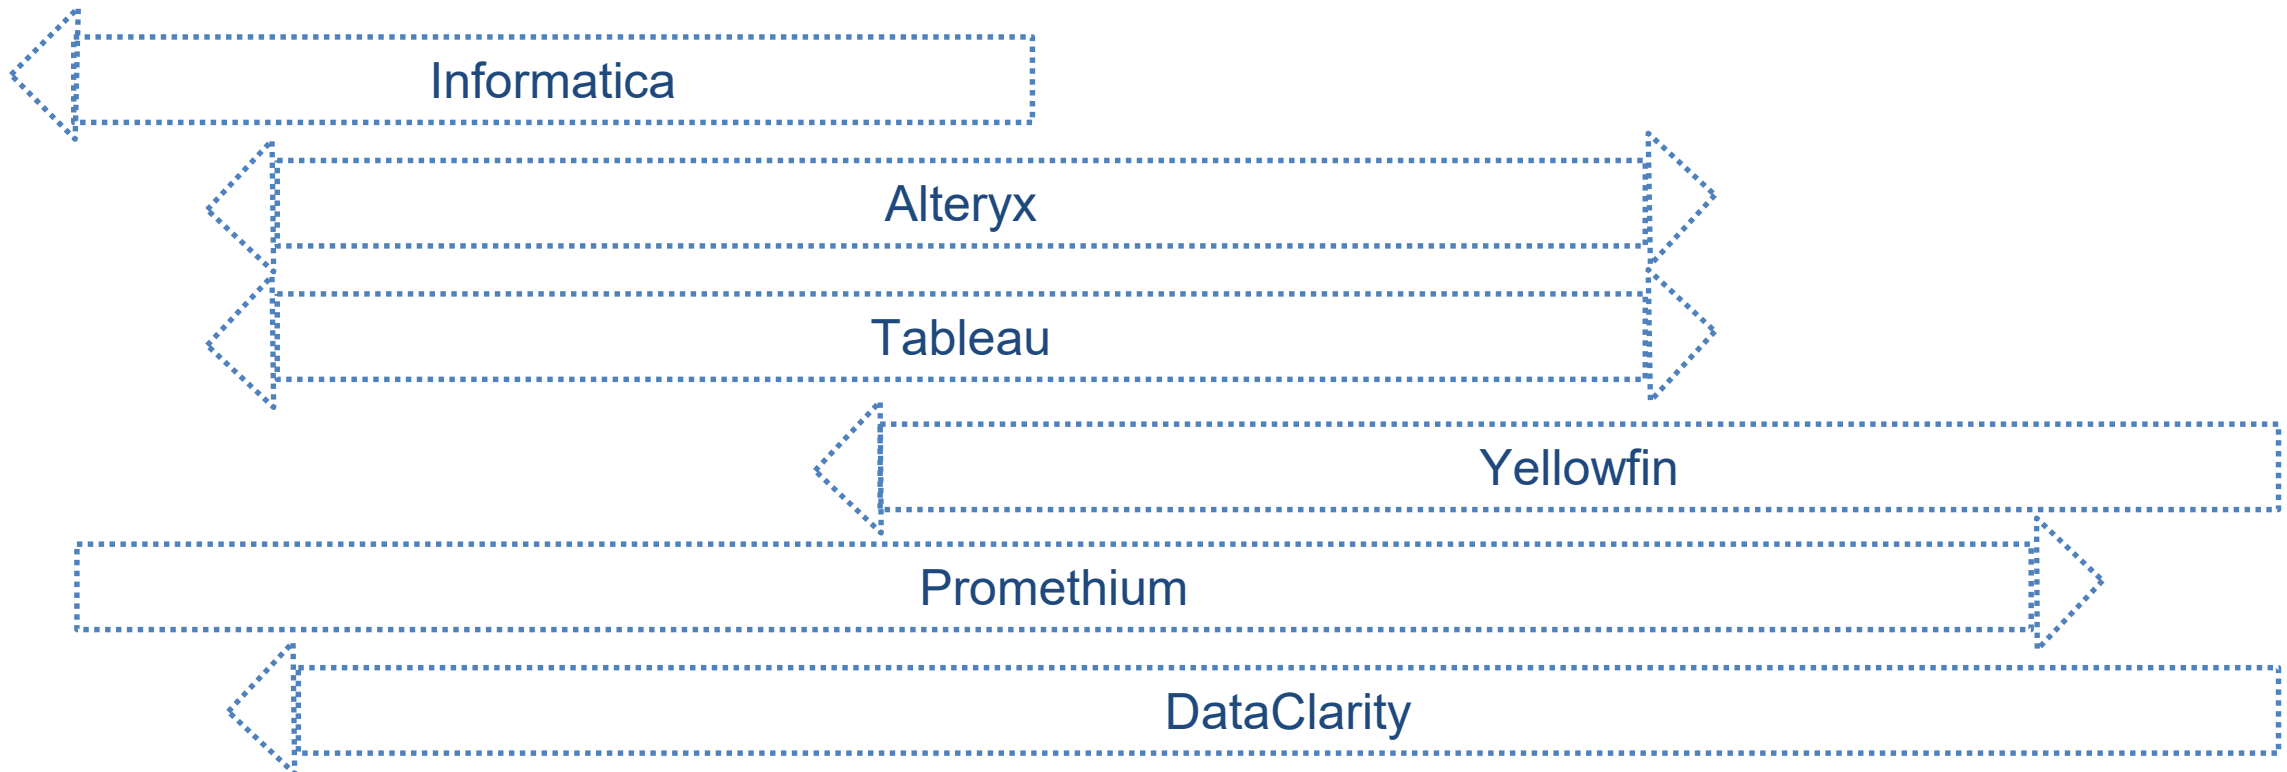 Informatica
Alteryx
Tableau
Yellowfin
Promethium
DataClarity